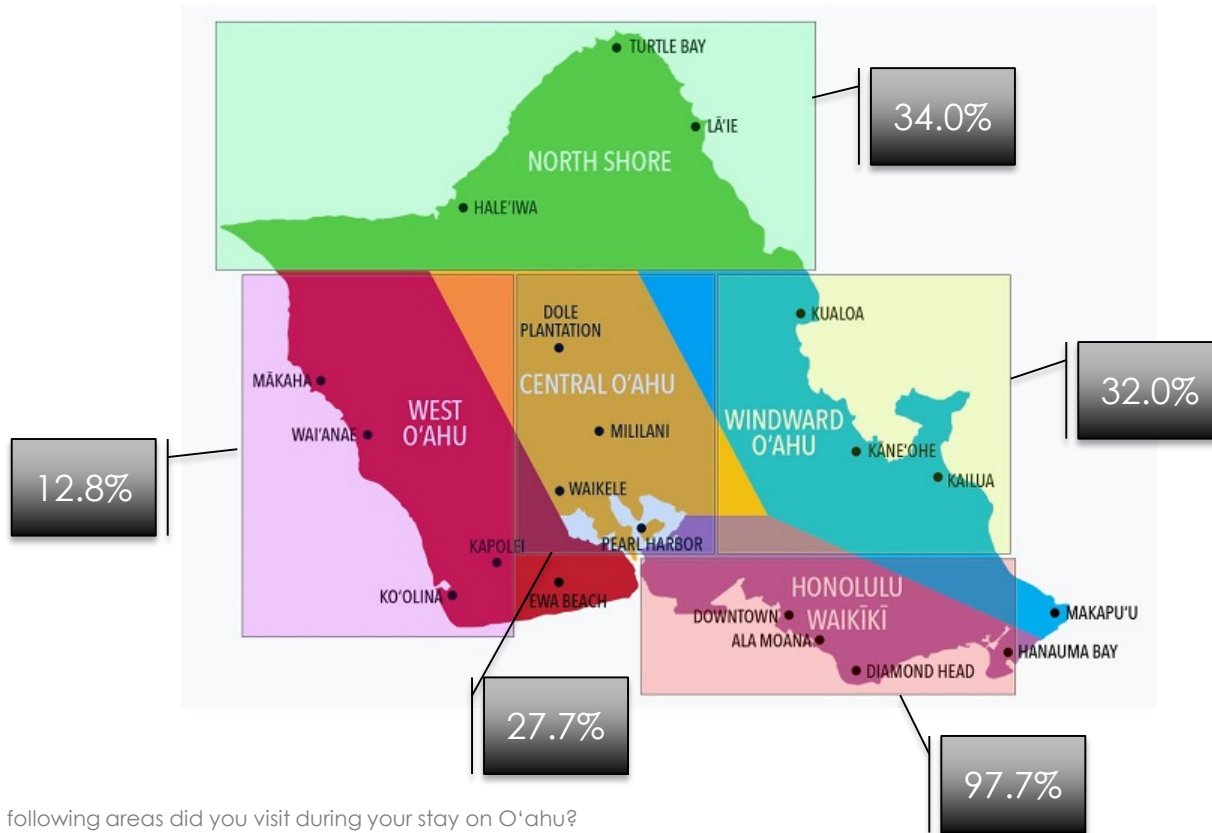 TURTLE BAY
34.0%
LĀ'IE
NORTH SHORE
HALE'IWA
DOLE
PLANTATION
KUALOA
32.0%
MĀKAHA
CENTRAL O'AHU
WEST
O'AHU
WINDWARD
O'AHU
WAI'ANAE
MILILANI
KĀNE'OHE
12.8%
WAIKELE
KAILUA
PEARL HARBOR
KAPOLEI
KO'OLINA
EWA BEACH
HONOLULU
WAIKĪKĪ
DOWNTOWN
ALA MOANA
MAKAPU'U
HANAUMA BAY
DIAMOND HEAD
27.7%
97.7%
following areas did you visit during your stay on O'ahu?